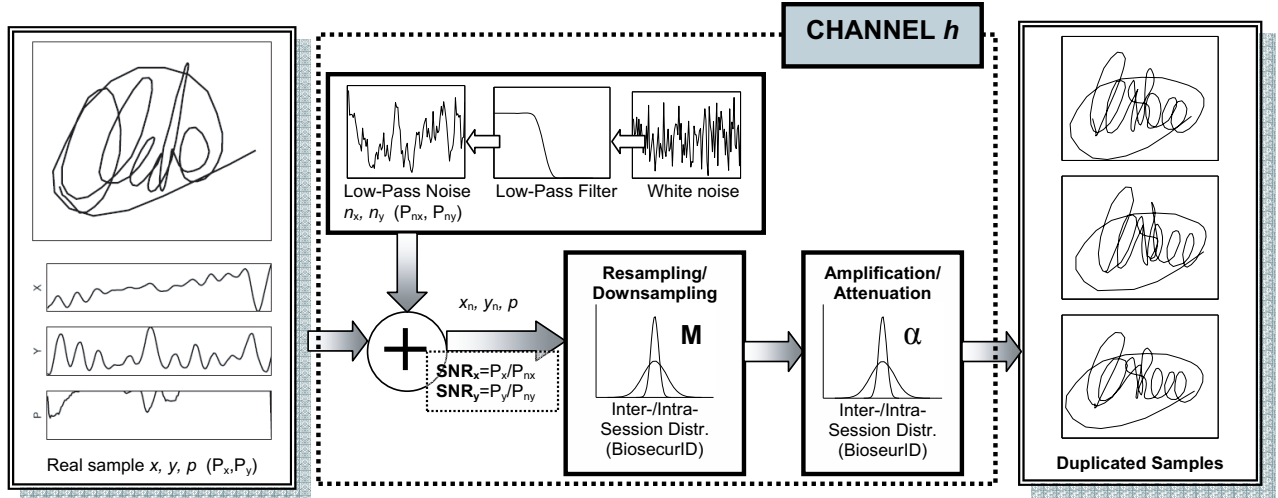 CHANNEL h
X
Y
P
Real sample x, y, p (Px,Py)
Low-Pass Noise
nx, ny (Pnx, Pny)
Low-Pass Filter
White noise
xn, yn, p
SNRx=Px/Pnx
SNRy=Py/Pny
Resampling/
Downsampling
M
Inter-/Intra-
Session Distr.
(BiosecurID)
Amplification/
Attenuation
α
Inter-/Intra-
Session Distr.
(BioseurID)
Duplicated Samples